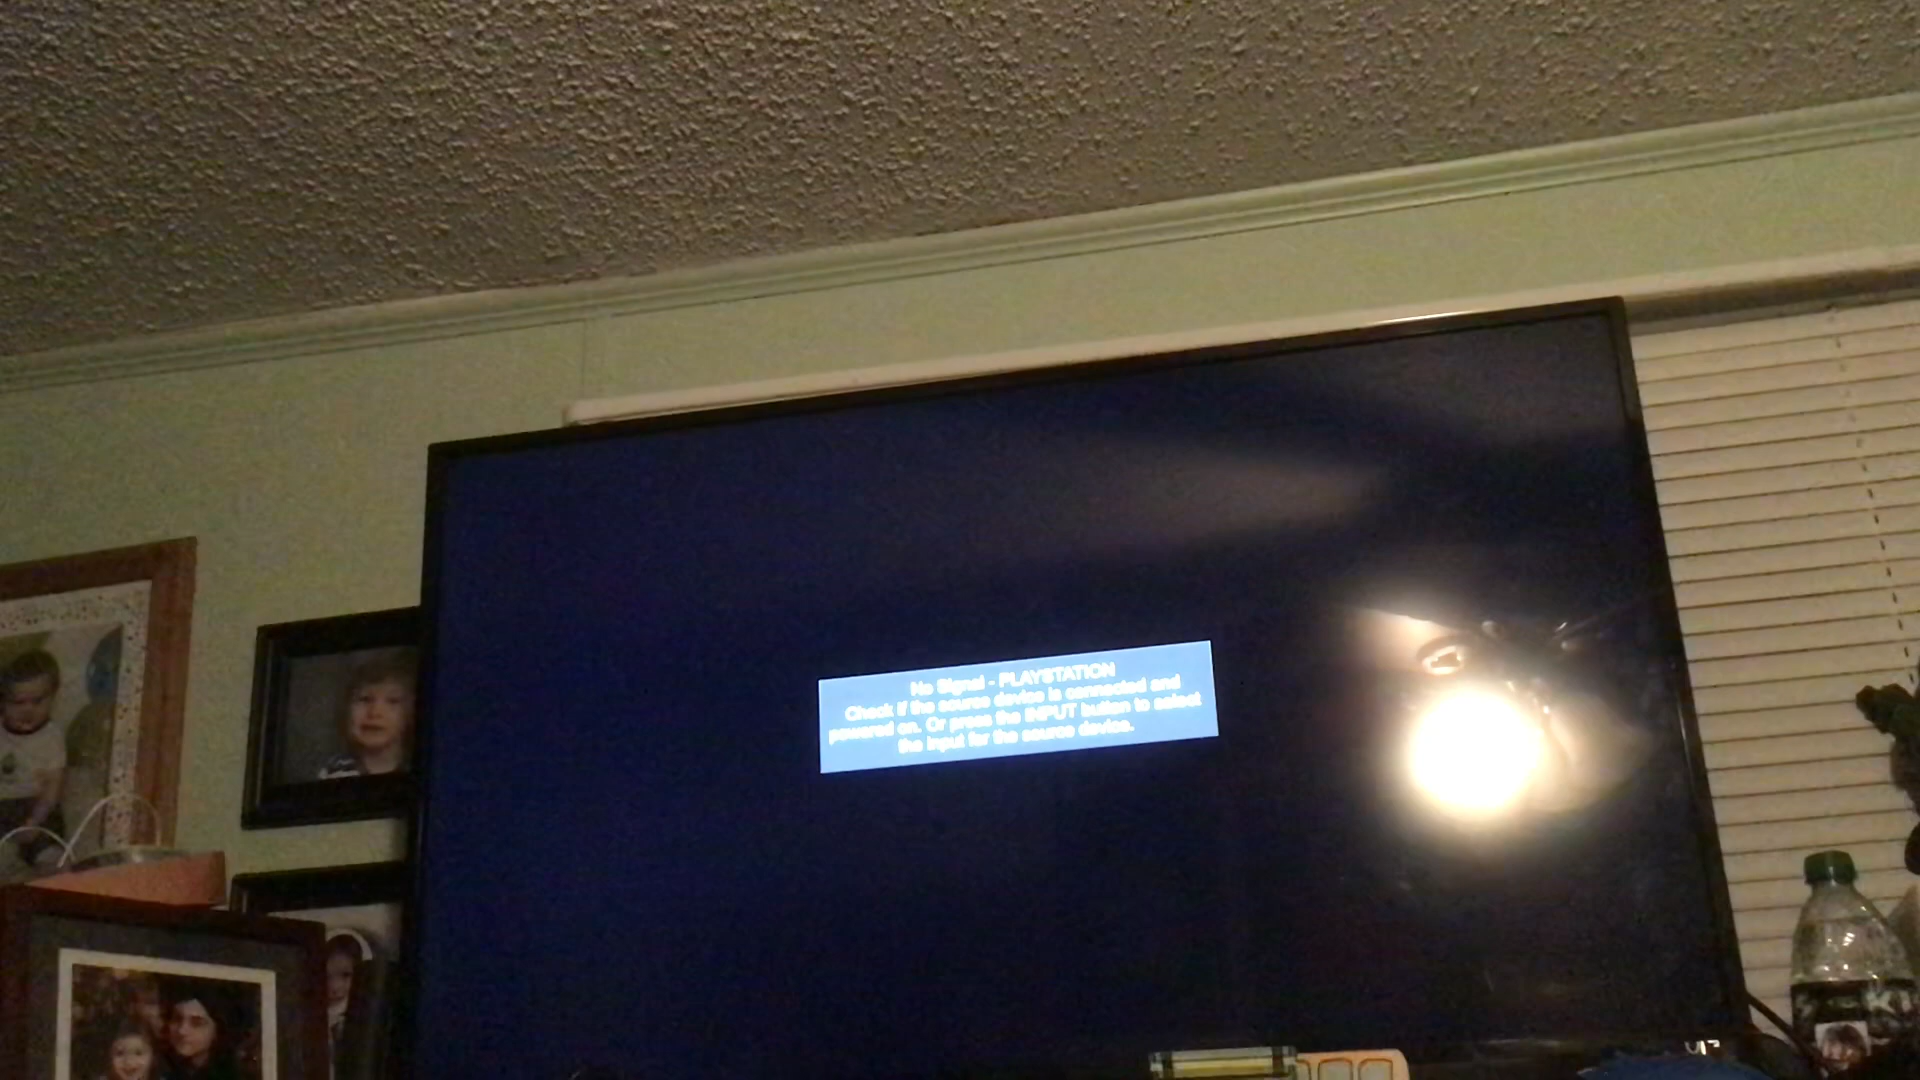 No Signal - PLAYSTATION
Check if the source device is connected and
powered on. Or press the INPUT button to select
the input for the source device.